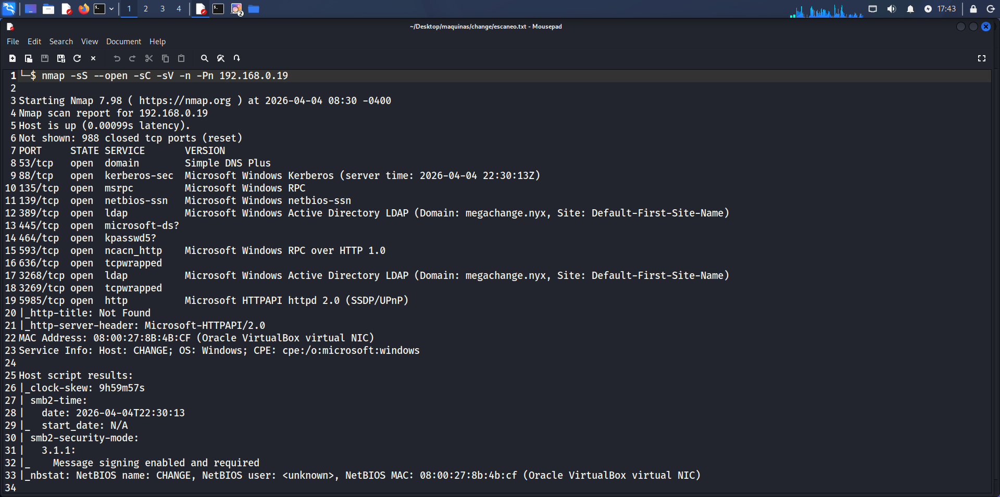 1 2 3 4 2 17:43
~/Desktop/maquinas/change/escaneo.txt - Mousepad
File Edit Search View Document Help
1 └─$ nmap -sS --open -sC -sV -n -Pn 192.168.0.19
2
3 Starting Nmap 7.98 ( https://nmap.org ) at 2026-04-04 08:30 -0400
4 Nmap scan report for 192.168.0.19
5 Host is up (0.00099s latency).
6 Not shown: 988 closed tcp ports (reset)
7 PORT     STATE SERVICE       VERSION
8 53/tcp   open  domain        Simple DNS Plus
9 88/tcp   open  kerberos-sec  Microsoft Windows Kerberos (server time: 2026-04-04 22:30:13Z)
10 135/tcp  open  msrpc         Microsoft Windows RPC
11 139/tcp  open  netbios-ssn   Microsoft Windows netbios-ssn
12 389/tcp  open  ldap          Microsoft Windows Active Directory LDAP (Domain: megachange.nyx, Site: Default-First-Site-Name)
13 445/tcp  open  microsoft-ds?
14 464/tcp  open  kpasswd5?
15 593/tcp  open  ncacn_http    Microsoft Windows RPC over HTTP 1.0
16 636/tcp  open  tcpwrapped
17 3268/tcp open  ldap          Microsoft Windows Active Directory LDAP (Domain: megachange.nyx, Site: Default-First-Site-Name)
18 3269/tcp open  tcpwrapped
19 5985/tcp open  http          Microsoft HTTPAPI httpd 2.0 (SSDP/UPnP)
20 |_http-title: Not Found
21 |_http-server-header: Microsoft-HTTPAPI/2.0
22 MAC Address: 08:00:27:8B:4B:CF (Oracle VirtualBox virtual NIC)
23 Service Info: Host: CHANGE; OS: Windows; CPE: cpe:/o:microsoft:windows
24
25 Host script results:
26 |_clock-skew: 9h59m57s
27 | smb2-time:
28 |   date: 2026-04-04T22:30:13
29 |_  start_date: N/A
30 | smb2-security-mode:
31 |   3.1.1:
32 |_    Message signing enabled and required
33 |_nbstat: NetBIOS name: CHANGE, NetBIOS user: <unknown>, NetBIOS MAC: 08:00:27:8b:4b:cf (Oracle VirtualBox virtual NIC)
34